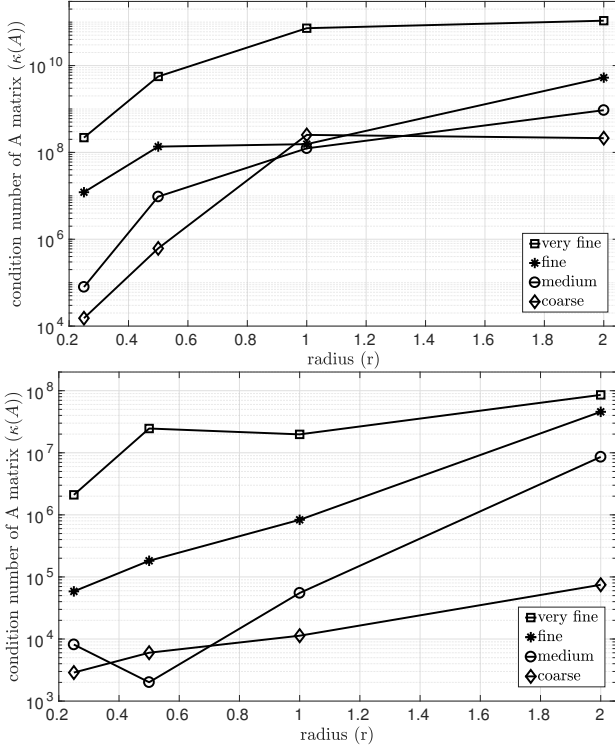 condition number of A matrix (κ(A))
10^10
10^8
10^6
10^4
very fine
fine
medium
coarse
0.2 0.4 0.6 0.8 1 1.2 1.4 1.6 1.8 2
radius (r)
condition number of A matrix (κ(A))
10^8
10^7
10^6
10^5
10^4
10^3
very fine
fine
medium
coarse
0.2 0.4 0.6 0.8 1 1.2 1.4 1.6 1.8 2
radius (r)